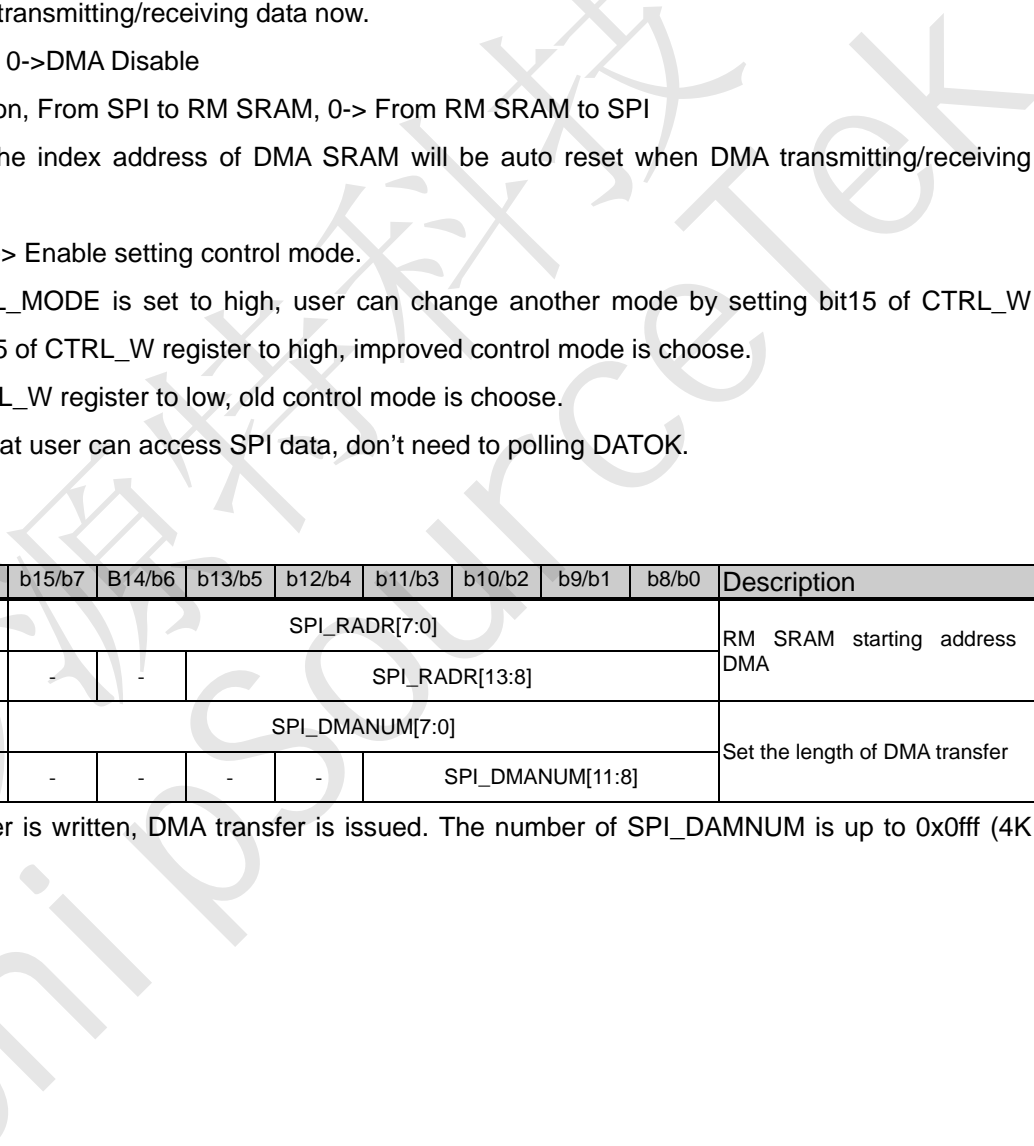 transmitting/receiving data now.
0->DMA Disable
on, From SPI to RM SRAM, 0-> From RM SRAM to SPI
he index address of DMA SRAM will be auto reset when DMA transmitting/receiving
> Enable setting control mode.
L_MODE is set to high, user can change another mode by setting bit15 of CTRL_W
5 of CTRL_W register to high, improved control mode is choose.
L_W register to low, old control mode is choose.
at user can access SPI data, don't need to polling DATOK.
b15/b7 B14/b6 b13/b5 b12/b4 b11/b3 b10/b2 b9/b1 b8/b0 Description
SPI_RADR[7:0] RM SRAM starting address
- - SPI_RADR[13:8] DMA
SPI_DMANUM[7:0]
Set the length of DMA transfer
- - - - SPI_DMANUM[11:8]
er is written, DMA transfer is issued. The number of SPI_DAMNUM is up to 0x0fff (4K
源特科技
hipSourceTek